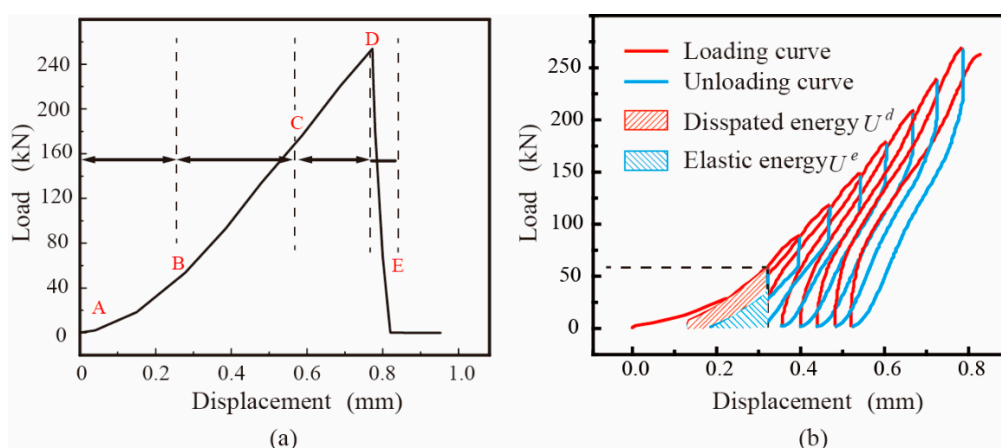 Load (kN)
240
200
160
120
80
40
0
A
B
C
D
E
0
0.2
0.4
0.6
0.8
1.0
Displacement (mm)
(a)
Load (kN)
300
250
200
150
100
50
0
Loading curve
Unloading curve
Disspated energy U^d
Elastic energyU^e
0.0
0.2
0.4
0.6
0.8
Displacement (mm)
(b)